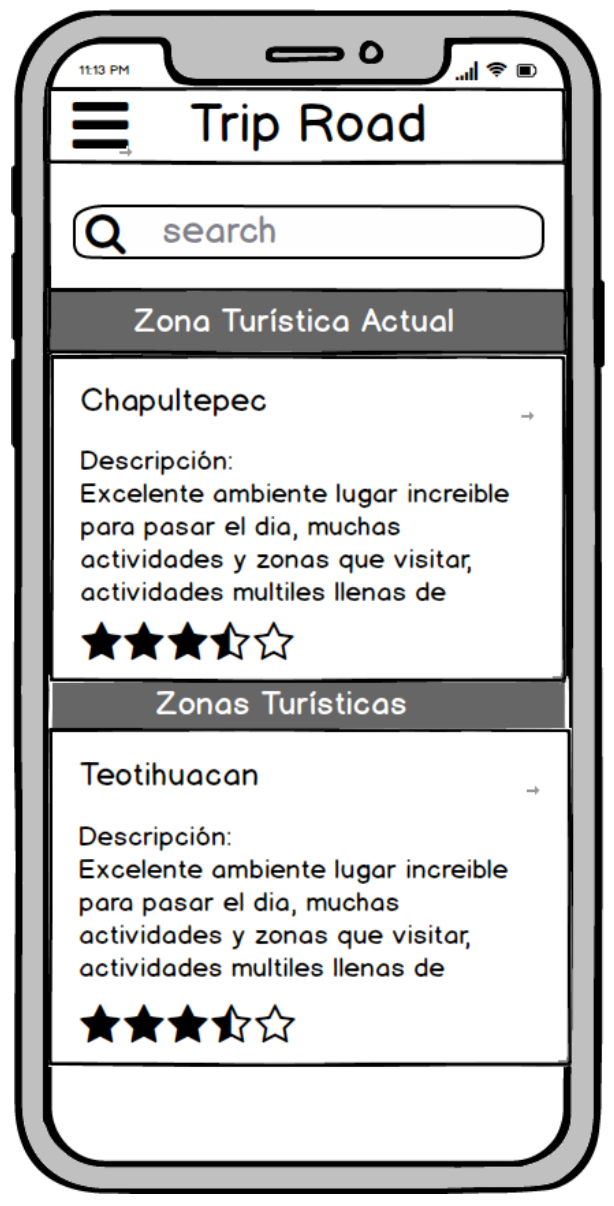 11:13 PM
Trip Road
search
Zona Turística Actual
Chapultepec
Descripción:
Excelente ambiente lugar increible
para pasar el dia, muchas
actividades y zonas que visitar,
actividades multiles llenas de
Zonas Turísticas
Teotihuacan
Descripción:
Excelente ambiente lugar increible
para pasar el dia, muchas
actividades y zonas que visitar,
actividades multiles llenas de